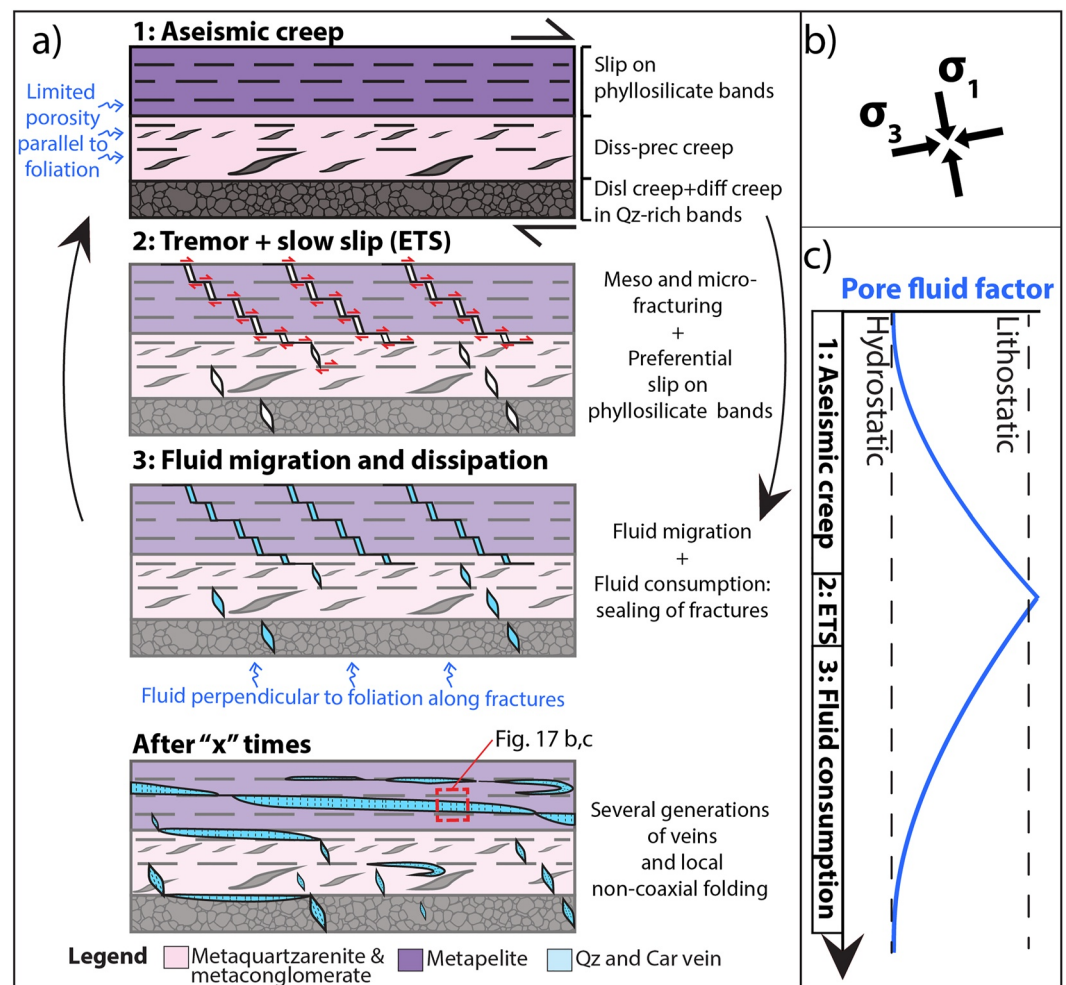 a)
1: Aseismic creep
Limited
porosity
parallel to
foliation
Slip on
phyllosilicate bands
Diss-prec creep
Disl creep+diff creep
in Qz-rich bands
2: Tremor + slow slip (ETS)
Meso and micro-
fracturing
+
Preferential
slip on
phyllosilicate bands
3: Fluid migration and dissipation
Fluid migration
+
Fluid consumption:
sealing of fractures
Fluid perpendicular to foliation along fractures
After “x” times
Fig. 17 b,c
Several generations
of veins
and local
non-coaxial folding
Legend
Metaquartzarenite &
metaconglomerate
Metapelite
Qz and Car vein
b)
σ1
σ3
c)
Pore fluid factor
Hydrostatic
Lithostatic
1: Aseismic creep
2: ETS
3: Fluid consumption